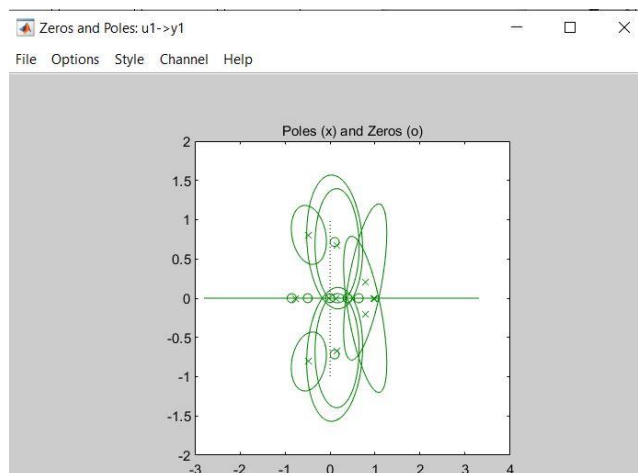 Zeros and Poles: u1->y1
File Options Style Channel Help
Poles (x) and Zeros (o)
2
1.5
1
0.5
0
-0.5
-1
-1.5
-2
-3 -2 -1 0 1 2 3 4